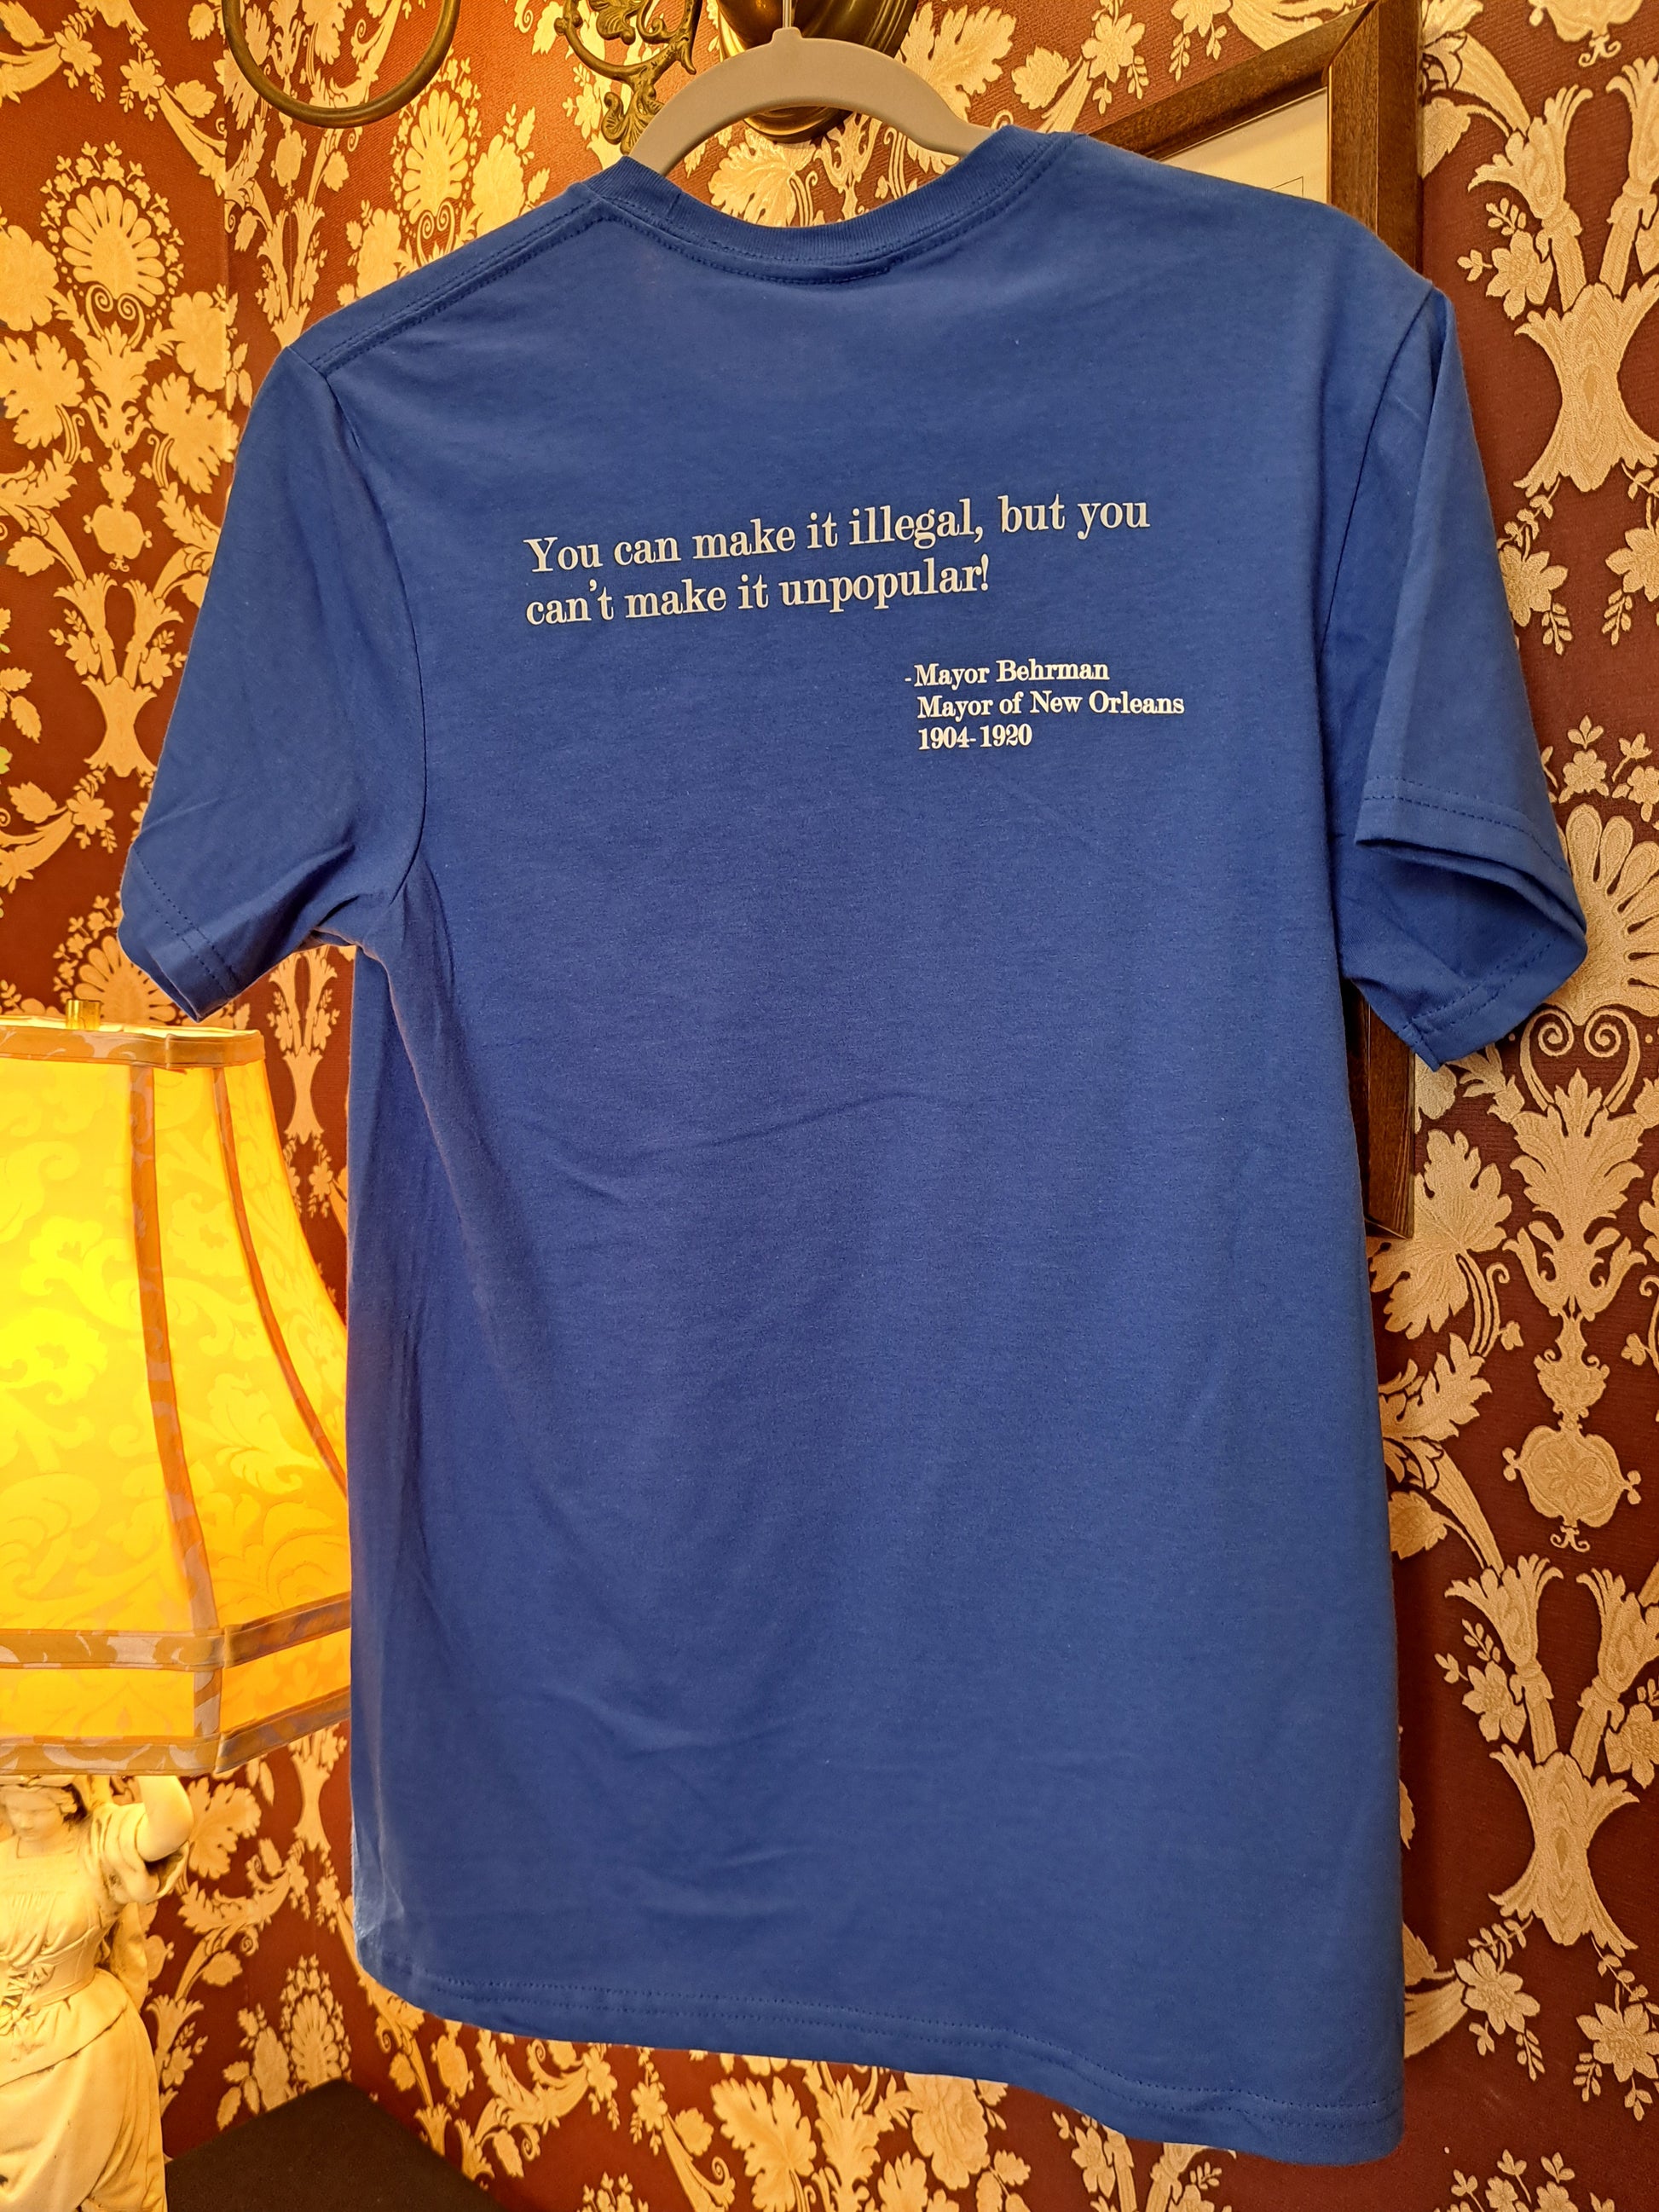 You can make it illegal, but you
can't make it unpopular!
-Mayor Behrman
Mayor of New Orleans
1904-1920